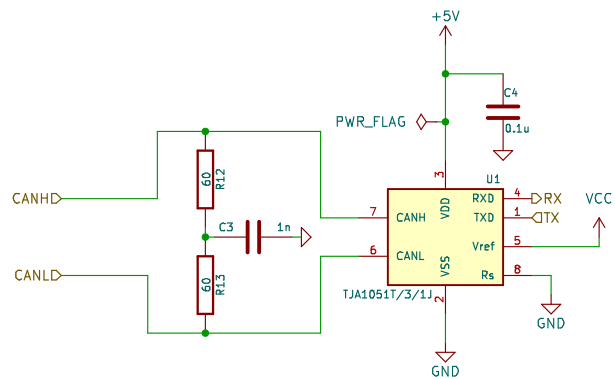 +5V
C4
0.1u
PWR_FLAG
60
R12
CANH
C3
1n
CANL
60
R13
U1
3
VDD
RXD
4
RX
TXD
1
TX
VCC
7
CANH
Vref
5
6
CANL
VSS
Rs
8
TJA1051T/3/1J
2
GND
GND